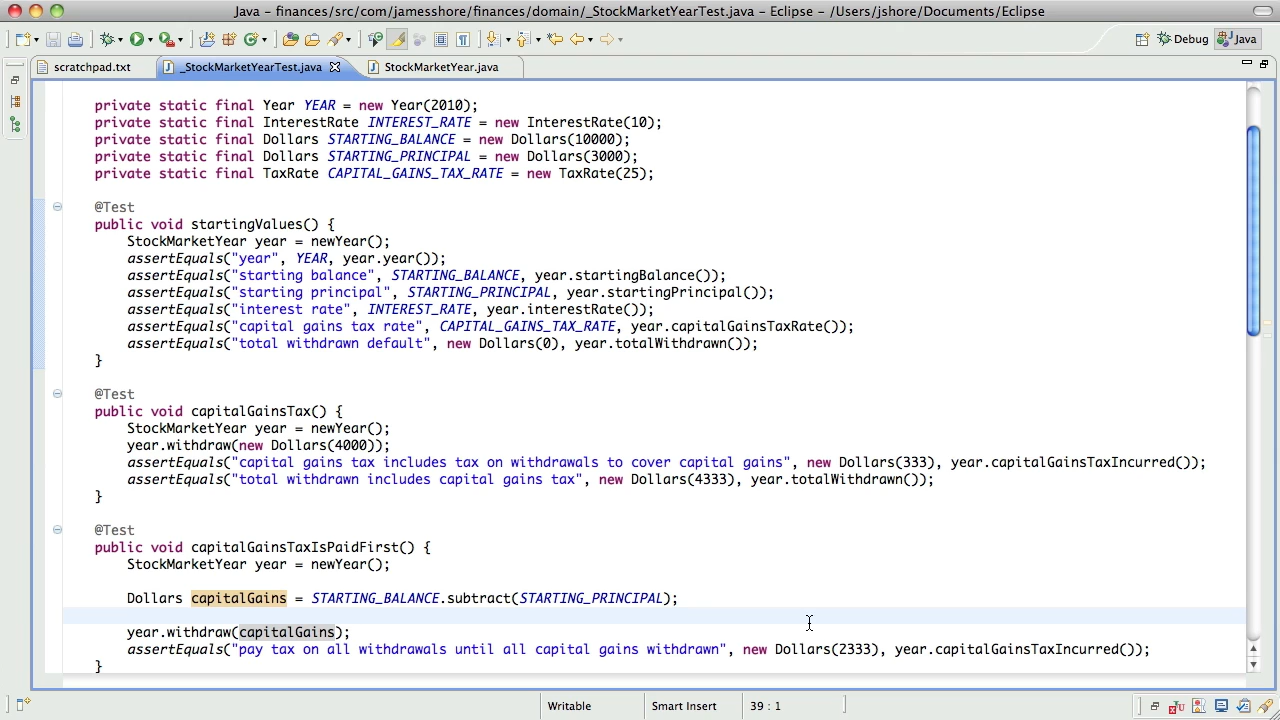 Java - finances/src/com/jamesshore/finances/domain/_StockMarketYearTest.java - Eclipse - /Users/jshore/Documents/Eclipse
Debug Java
scratchpad.txt _StockMarketYearTest.java StockMarketYear.java
private static final Year YEAR = new Year(2010);
private static final InterestRate INTEREST_RATE = new InterestRate(10);
private static final Dollars STARTING_BALANCE = new Dollars(10000);
private static final Dollars STARTING_PRINCIPAL = new Dollars(3000);
private static final TaxRate CAPITAL_GAINS_TAX_RATE = new TaxRate(25);
@Test
public void startingValues() {
StockMarketYear year = newYear();
assertEquals("year", YEAR, year.year());
assertEquals("starting balance", STARTING_BALANCE, year.startingBalance());
assertEquals("starting principal", STARTING_PRINCIPAL, year.startingPrincipal());
assertEquals("interest rate", INTEREST_RATE, year.interestRate());
assertEquals("capital gains tax rate", CAPITAL_GAINS_TAX_RATE, year.capitalGainsTaxRate());
assertEquals("total withdrawn default", new Dollars(0), year.totalWithdrawn());
}
@Test
public void capitalGainsTax() {
StockMarketYear year = newYear();
year.withdraw(new Dollars(4000));
assertEquals("capital gains tax includes tax on withdrawals to cover capital gains", new Dollars(333), year.capitalGainsTaxIncurred());
assertEquals("total withdrawn includes capital gains tax", new Dollars(4333), year.totalWithdrawn());
}
@Test
public void capitalGainsTaxIsPaidFirst() {
StockMarketYear year = newYear();
Dollars capitalGains = STARTING_BALANCE.subtract(STARTING_PRINCIPAL);
year.withdraw(capitalGains);
assertEquals("pay tax on all withdrawals until all capital gains withdrawn", new Dollars(2333), year.capitalGainsTaxIncurred());
}
Writable Smart Insert 39 : 1